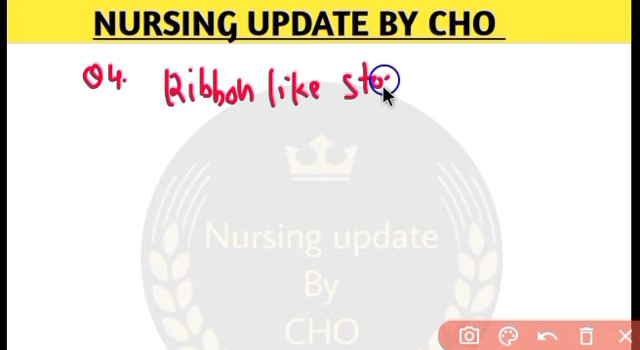 NURSING UPDATE BY CHO
Q4. Ribbon like sto
Nursing update
By
CHO